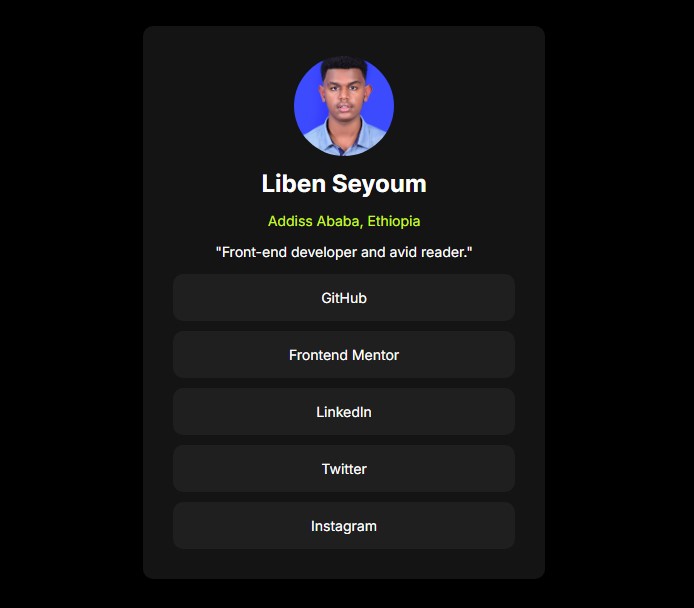 Liben Seyoum
Addiss Ababa, Ethiopia
"Front-end developer and avid reader."
GitHub
Frontend Mentor
LinkedIn
Twitter
Instagram